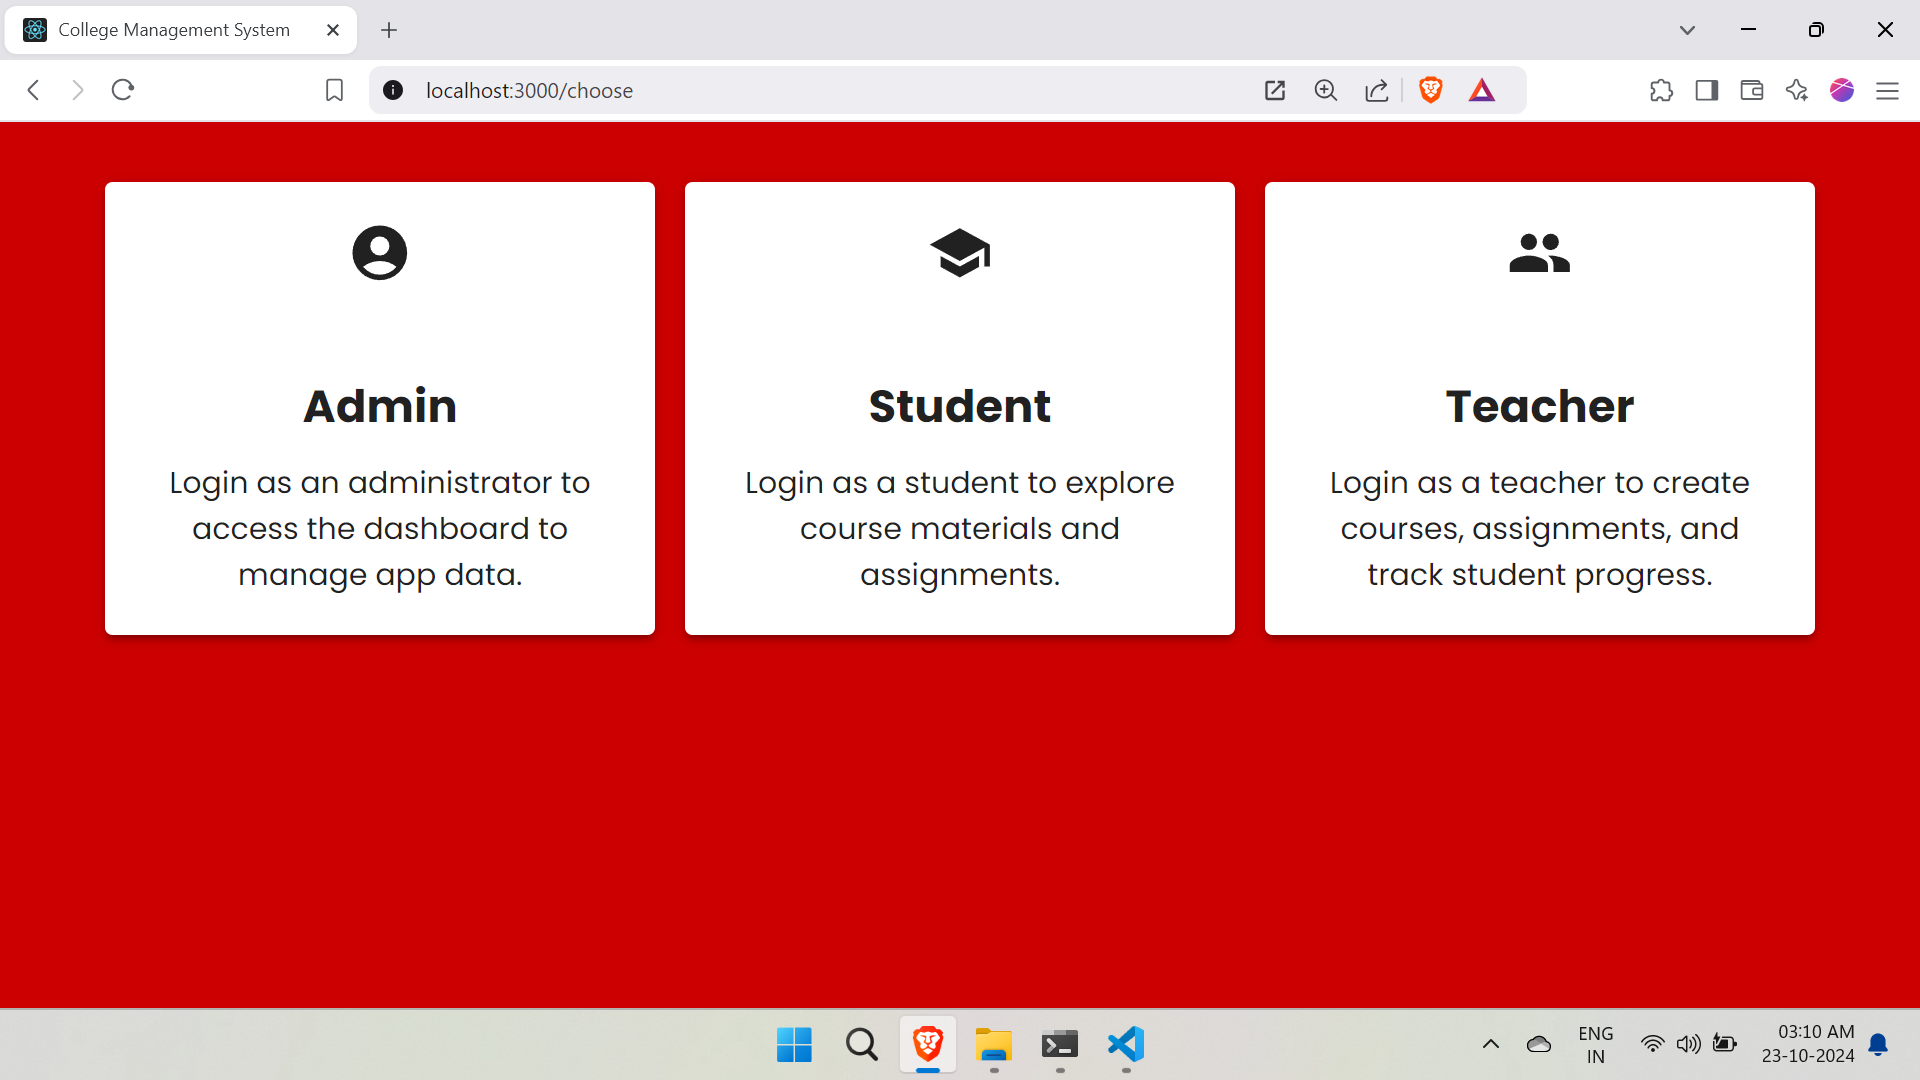 College Management System
localhost:3000/choose
Admin
Login as an administrator to
access the dashboard to
manage app data.
Student
Login as a student to explore
course materials and
assignments.
Teacher
Login as a teacher to create
courses, assignments, and
track student progress.
ENG
IN
03:10 AM
23-10-2024